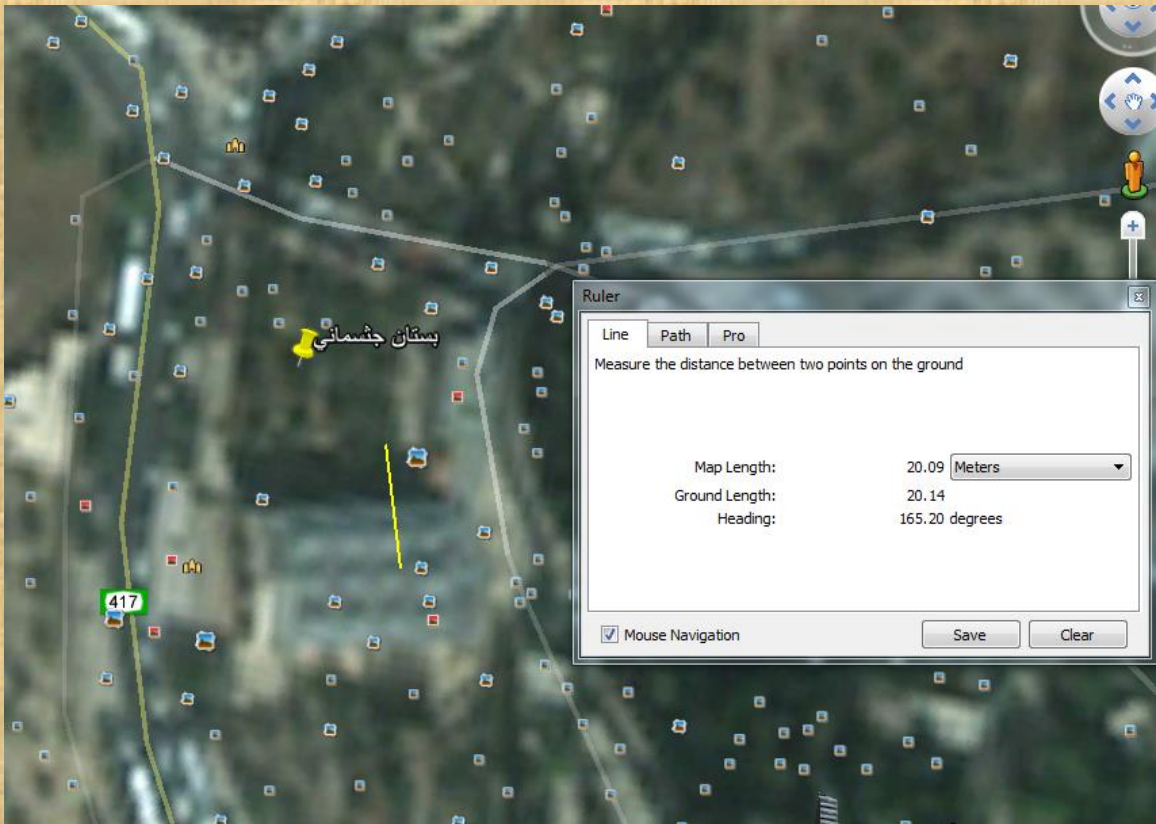 بستان جثسماني
417
Ruler
Line Path Pro
Measure the distance between two points on the ground
Map Length: 20.09 Meters
Ground Length: 20.14
Heading: 165.20 degrees
Mouse Navigation Save Clear